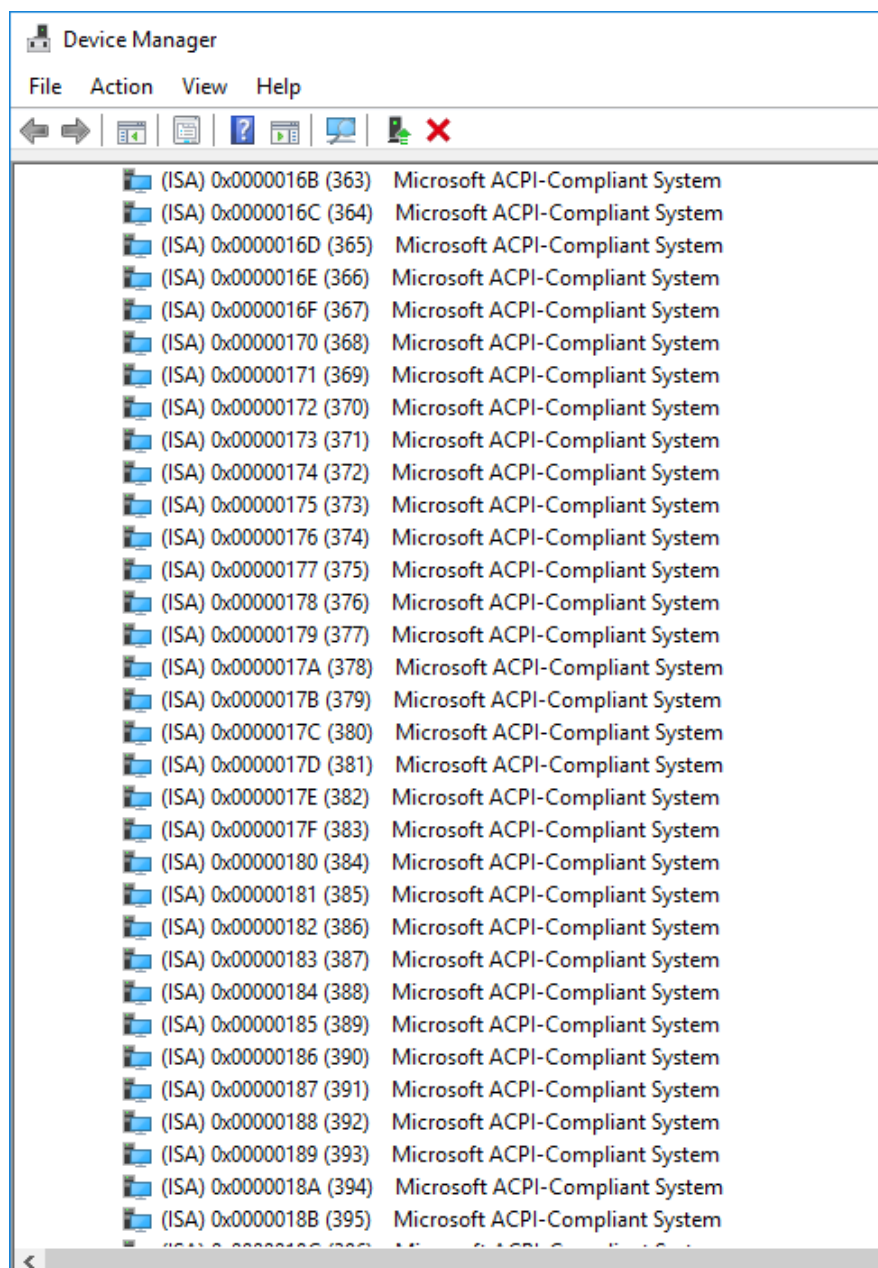 Device Manager
File Action View Help
(ISA) 0x0000016B (363) Microsoft ACPI-Compliant System
(ISA) 0x0000016C (364) Microsoft ACPI-Compliant System
(ISA) 0x0000016D (365) Microsoft ACPI-Compliant System
(ISA) 0x0000016E (366) Microsoft ACPI-Compliant System
(ISA) 0x0000016F (367) Microsoft ACPI-Compliant System
(ISA) 0x00000170 (368) Microsoft ACPI-Compliant System
(ISA) 0x00000171 (369) Microsoft ACPI-Compliant System
(ISA) 0x00000172 (370) Microsoft ACPI-Compliant System
(ISA) 0x00000173 (371) Microsoft ACPI-Compliant System
(ISA) 0x00000174 (372) Microsoft ACPI-Compliant System
(ISA) 0x00000175 (373) Microsoft ACPI-Compliant System
(ISA) 0x00000176 (374) Microsoft ACPI-Compliant System
(ISA) 0x00000177 (375) Microsoft ACPI-Compliant System
(ISA) 0x00000178 (376) Microsoft ACPI-Compliant System
(ISA) 0x00000179 (377) Microsoft ACPI-Compliant System
(ISA) 0x0000017A (378) Microsoft ACPI-Compliant System
(ISA) 0x0000017B (379) Microsoft ACPI-Compliant System
(ISA) 0x0000017C (380) Microsoft ACPI-Compliant System
(ISA) 0x0000017D (381) Microsoft ACPI-Compliant System
(ISA) 0x0000017E (382) Microsoft ACPI-Compliant System
(ISA) 0x0000017F (383) Microsoft ACPI-Compliant System
(ISA) 0x00000180 (384) Microsoft ACPI-Compliant System
(ISA) 0x00000181 (385) Microsoft ACPI-Compliant System
(ISA) 0x00000182 (386) Microsoft ACPI-Compliant System
(ISA) 0x00000183 (387) Microsoft ACPI-Compliant System
(ISA) 0x00000184 (388) Microsoft ACPI-Compliant System
(ISA) 0x00000185 (389) Microsoft ACPI-Compliant System
(ISA) 0x00000186 (390) Microsoft ACPI-Compliant System
(ISA) 0x00000187 (391) Microsoft ACPI-Compliant System
(ISA) 0x00000188 (392) Microsoft ACPI-Compliant System
(ISA) 0x00000189 (393) Microsoft ACPI-Compliant System
(ISA) 0x0000018A (394) Microsoft ACPI-Compliant System
(ISA) 0x0000018B (395) Microsoft ACPI-Compliant System